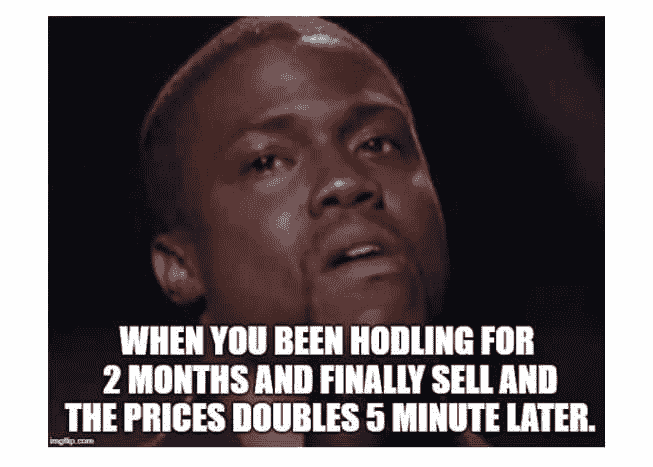 WHEN YOU BEEN HODLING FOR
2 MONTHS AND FINALLY SELL AND
THE PRICES DOUBLES 5 MINUTE LATER.
imgflip.com